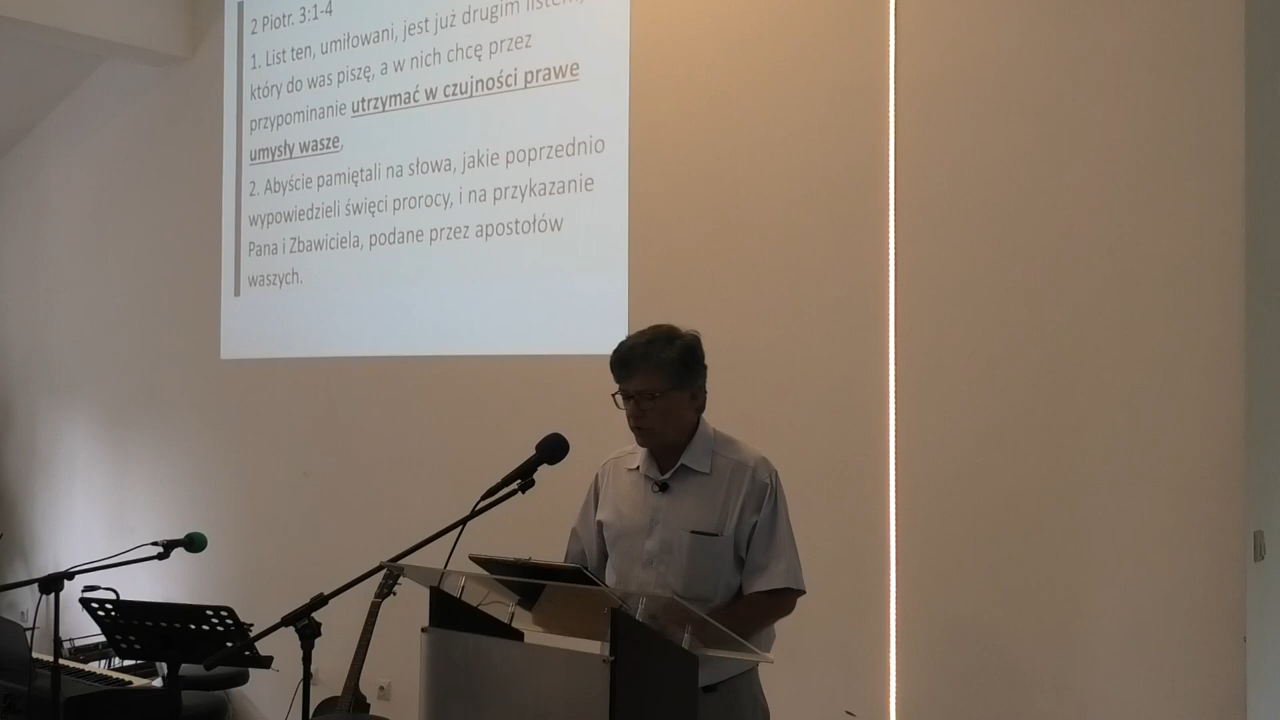 2 Piotr. 3:1-4
1. List ten, umiłowani, jest już drugim listem,
który do was piszę, a w nich chcę przez
przypominanie utrzymać w czujności prawe
umysły wasze,
2. Abyście pamiętali na słowa, jakie poprzednio
wypowiedzieli święci prorocy, i na przykazanie
Pana i Zbawiciela, podane przez apostołów
waszych.